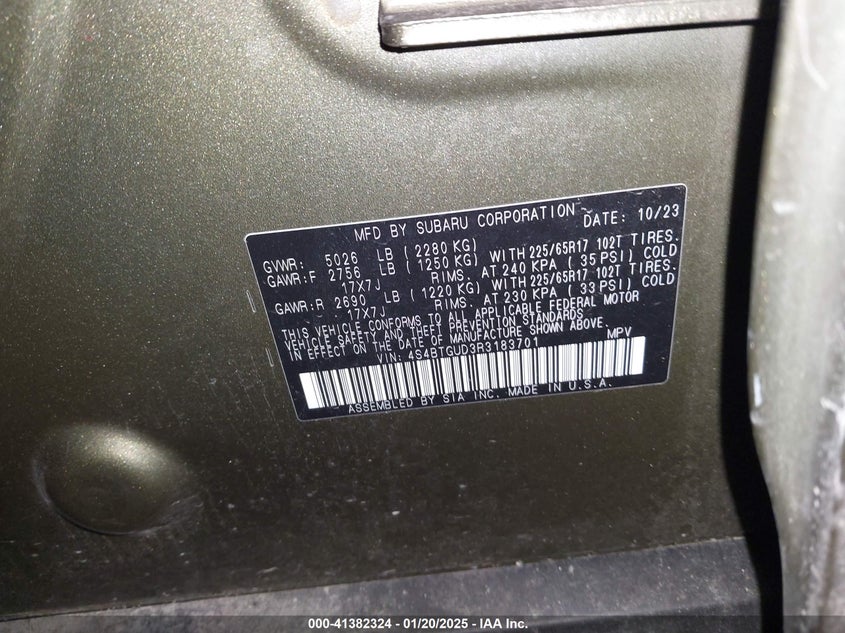 MFD BY SUBARU CORPORATION DATE: 10/23
GVWR: 5026 LB (2280 KG)
GAWR:F 2756 LB (1250 KG) WITH 225/65R17 102T TIRES.
17X7J RIMS. AT 240 KPA (35 PSI) COLD
GAWR:R 2690 LB (1220 KG) WITH 225/65R17 102T TIRES.
17X7J RIMS. AT 230 KPA (33 PSI) COLD
THIS VEHICLE CONFORMS TO ALL APPLICABLE FEDERAL MOTOR
VEHICLE SAFETY AND THEFT PREVENTION STANDARDS
IN EFFECT ON THE DATE OF MANUFACTURE SHOWN ABOVE.
VIN: 4S4BTGUD3R3183701 MPV
ASSEMBLED BY SIA INC. MADE IN U.S.A.
000-41382324 — 01/20/2025 — IAA Inc.